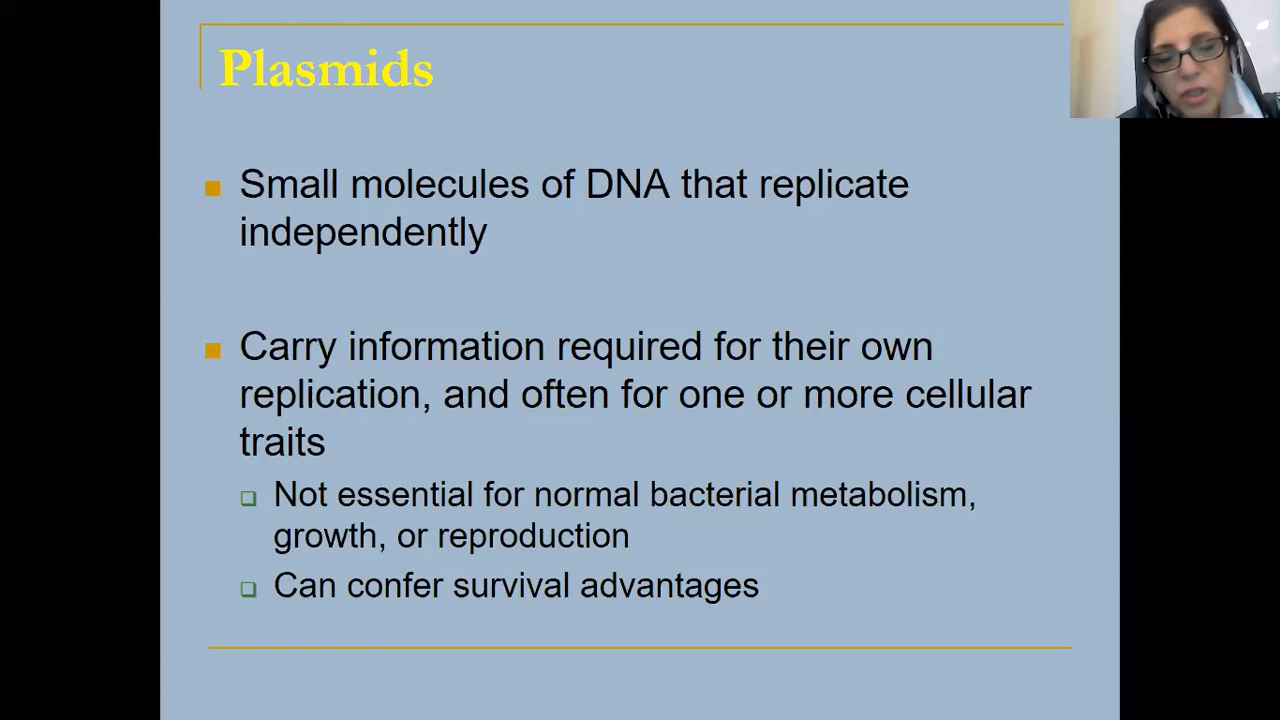 Plasmids
Small molecules of DNA that replicate
independently
Carry information required for their own
replication, and often for one or more cellular
traits
Not essential for normal bacterial metabolism,
growth, or reproduction
Can confer survival advantages